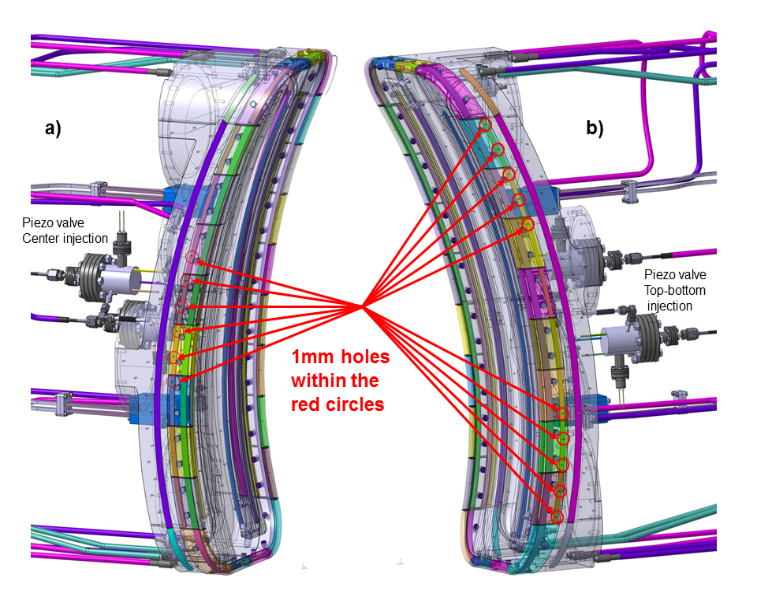 a)
b)
Piezo valve
Center injection
Piezo valve
Top-bottom
injection
1mm holes
within the
red circles